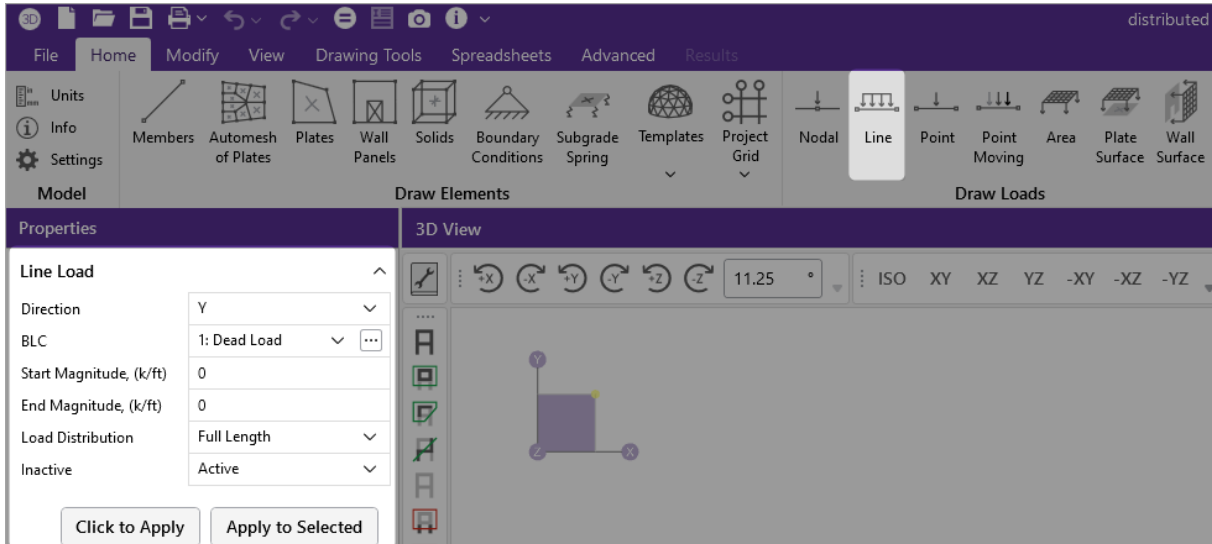 3D distributed
File Home Modify View Drawing Tools Spreadsheets Advanced Results
Units
Info
Settings
Members Automesh of Plates Plates Wall Panels Solids Boundary Conditions Subgrade Spring Templates Project Grid Nodal Line Point Point Moving Area Plate Surface Wall Surface
Model Draw Elements Draw Loads
Properties 3D View
Line Load
+X -X +Y -Y +Z -Z 11.25 ° ISO XY XZ YZ -XY -XZ -YZ
Direction Y
BLC 1: Dead Load ...
Start Magnitude, (k/ft) 0
End Magnitude, (k/ft) 0
Load Distribution Full Length
Inactive Active
Click to Apply Apply to Selected
Y
Z X